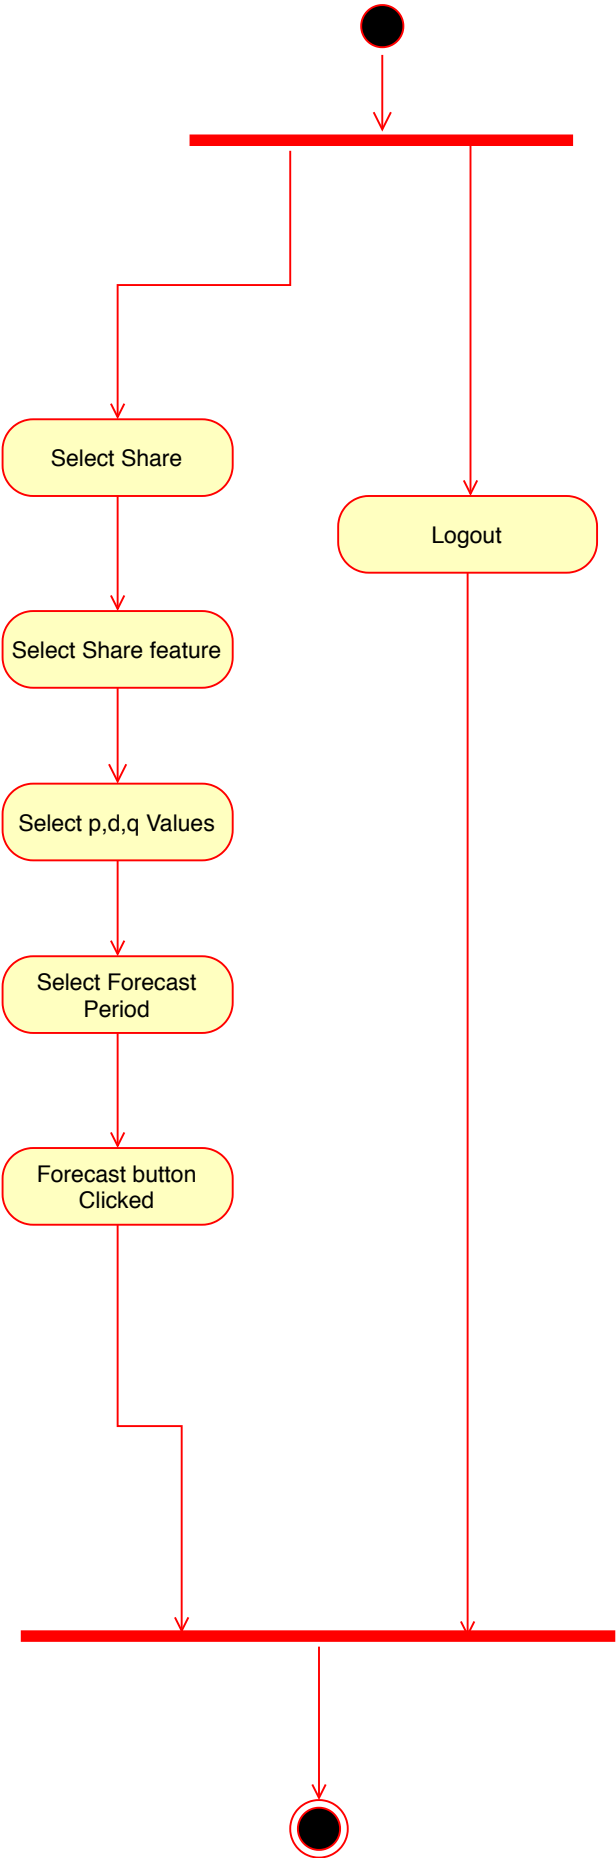 Select Share
Logout
Select Share feature
Select p,d,q Values
Select Forecast
Period
Forecast button
Clicked